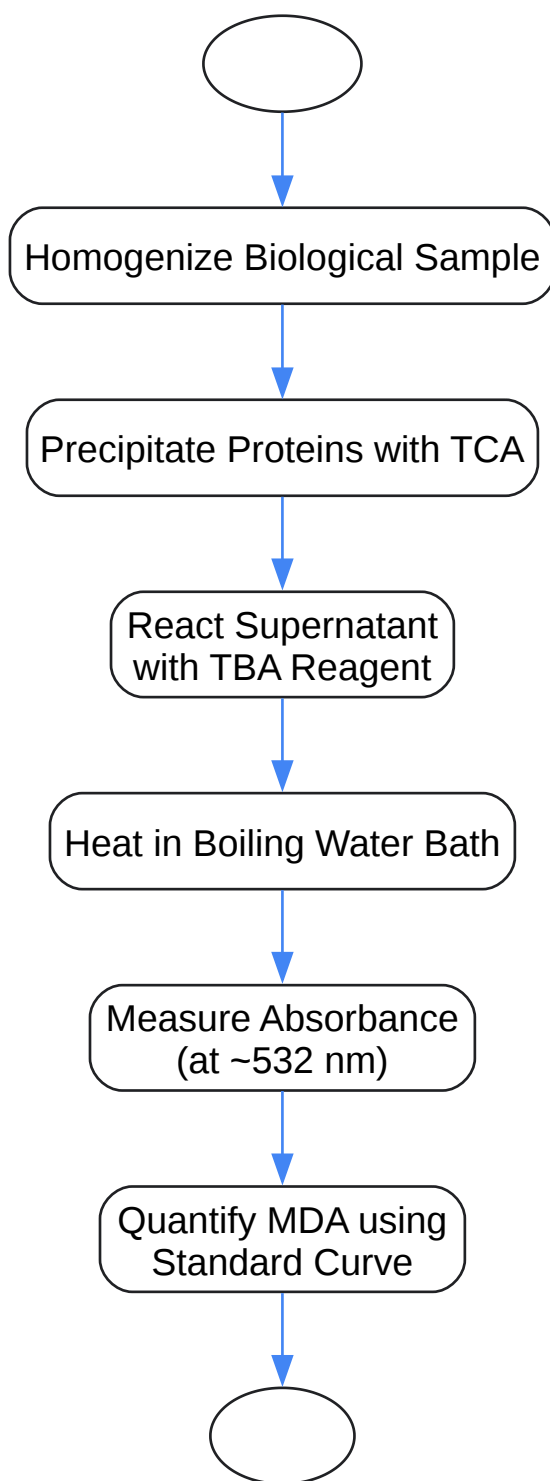 Homogenize Biological Sample
Precipitate Proteins with TCA
React Supernatant
with TBA Reagent
Heat in Boiling Water Bath
Measure Absorbance
(at ~532 nm)
Quantify MDA using
Standard Curve